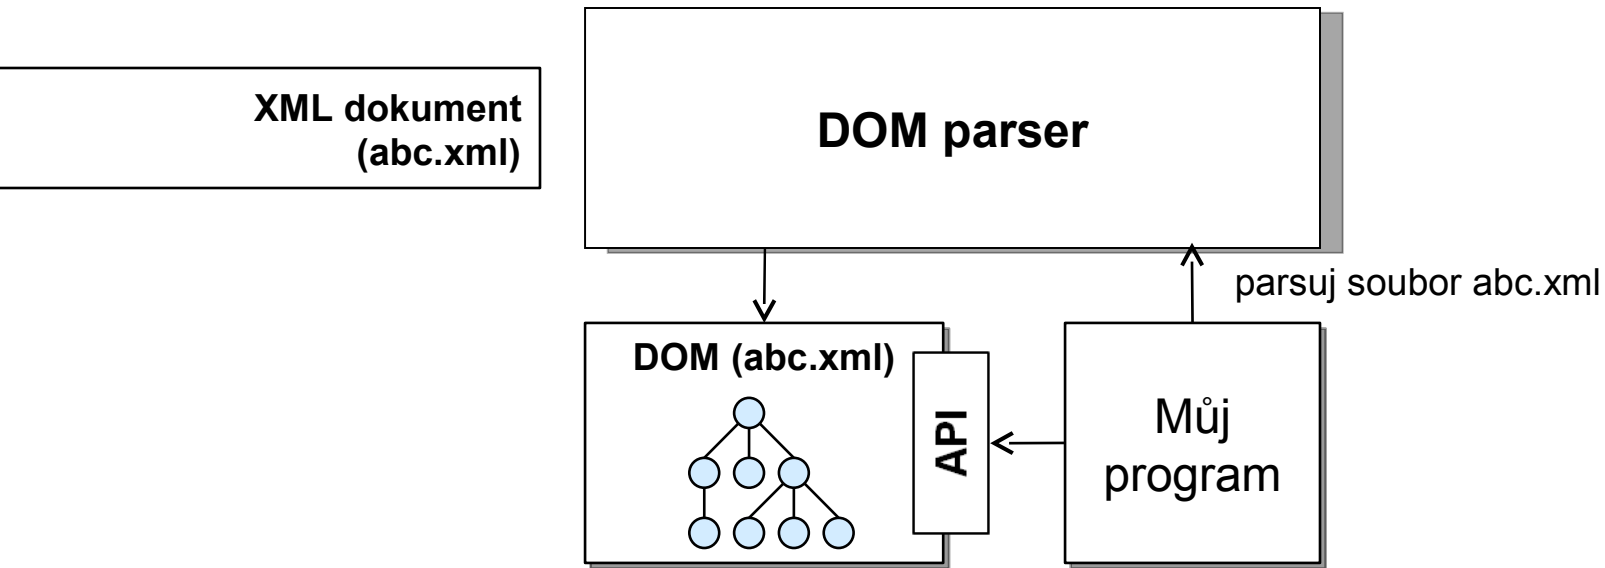 XML dokument
(abc.xml)
DOM parser
parsuj soubor abc.xml
DOM (abc.xml)
API
Můj
program